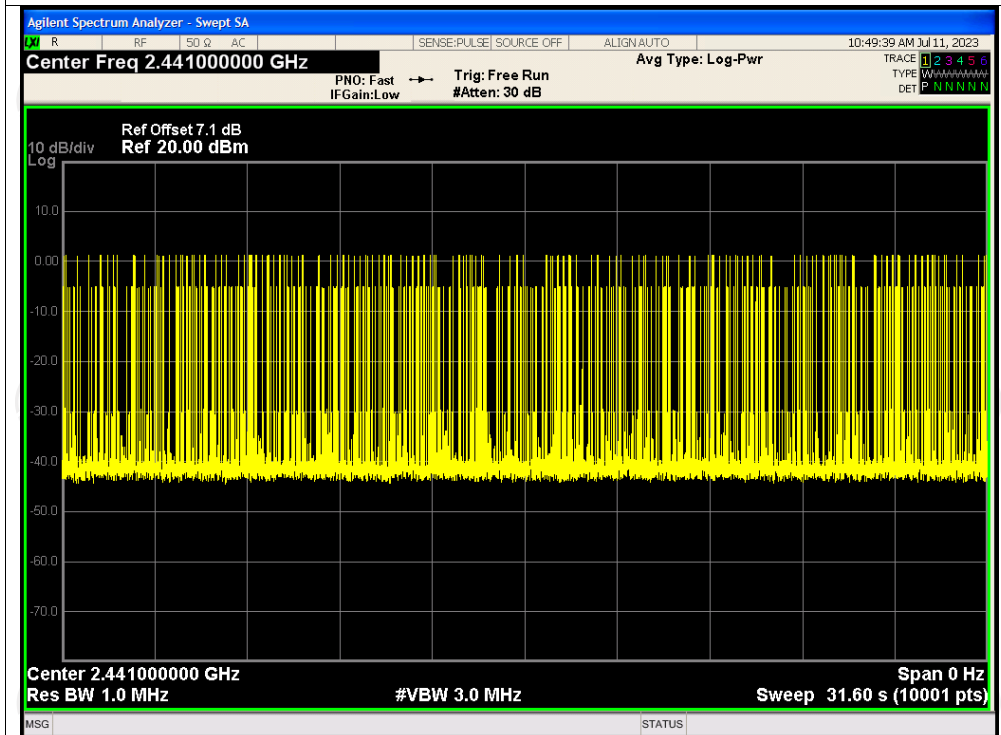 Agilent Spectrum Analyzer - Swept SA
LXI R RF 50 Ω AC SENSE:PULSE SOURCE OFF ALIGNAUTO 10:49:39 AM Jul 11, 2023
Center Freq 2.441000000 GHz Avg Type: Log-Pwr TRACE 1 2 3 4 5 6
PNO: Fast Trig: Free Run TYPE WWWWWW
IFGain:Low #Atten: 30 dB DET P N N N N N
Ref Offset 7.1 dB
10 dB/div Ref 20.00 dBm
Log
10.0
0.00
-10.0
-20.0
-30.0
-40.0
-50.0
-60.0
-70.0
Center 2.441000000 GHz Span 0 Hz
Res BW 1.0 MHz #VBW 3.0 MHz Sweep 31.60 s (10001 pts)
MSG STATUS